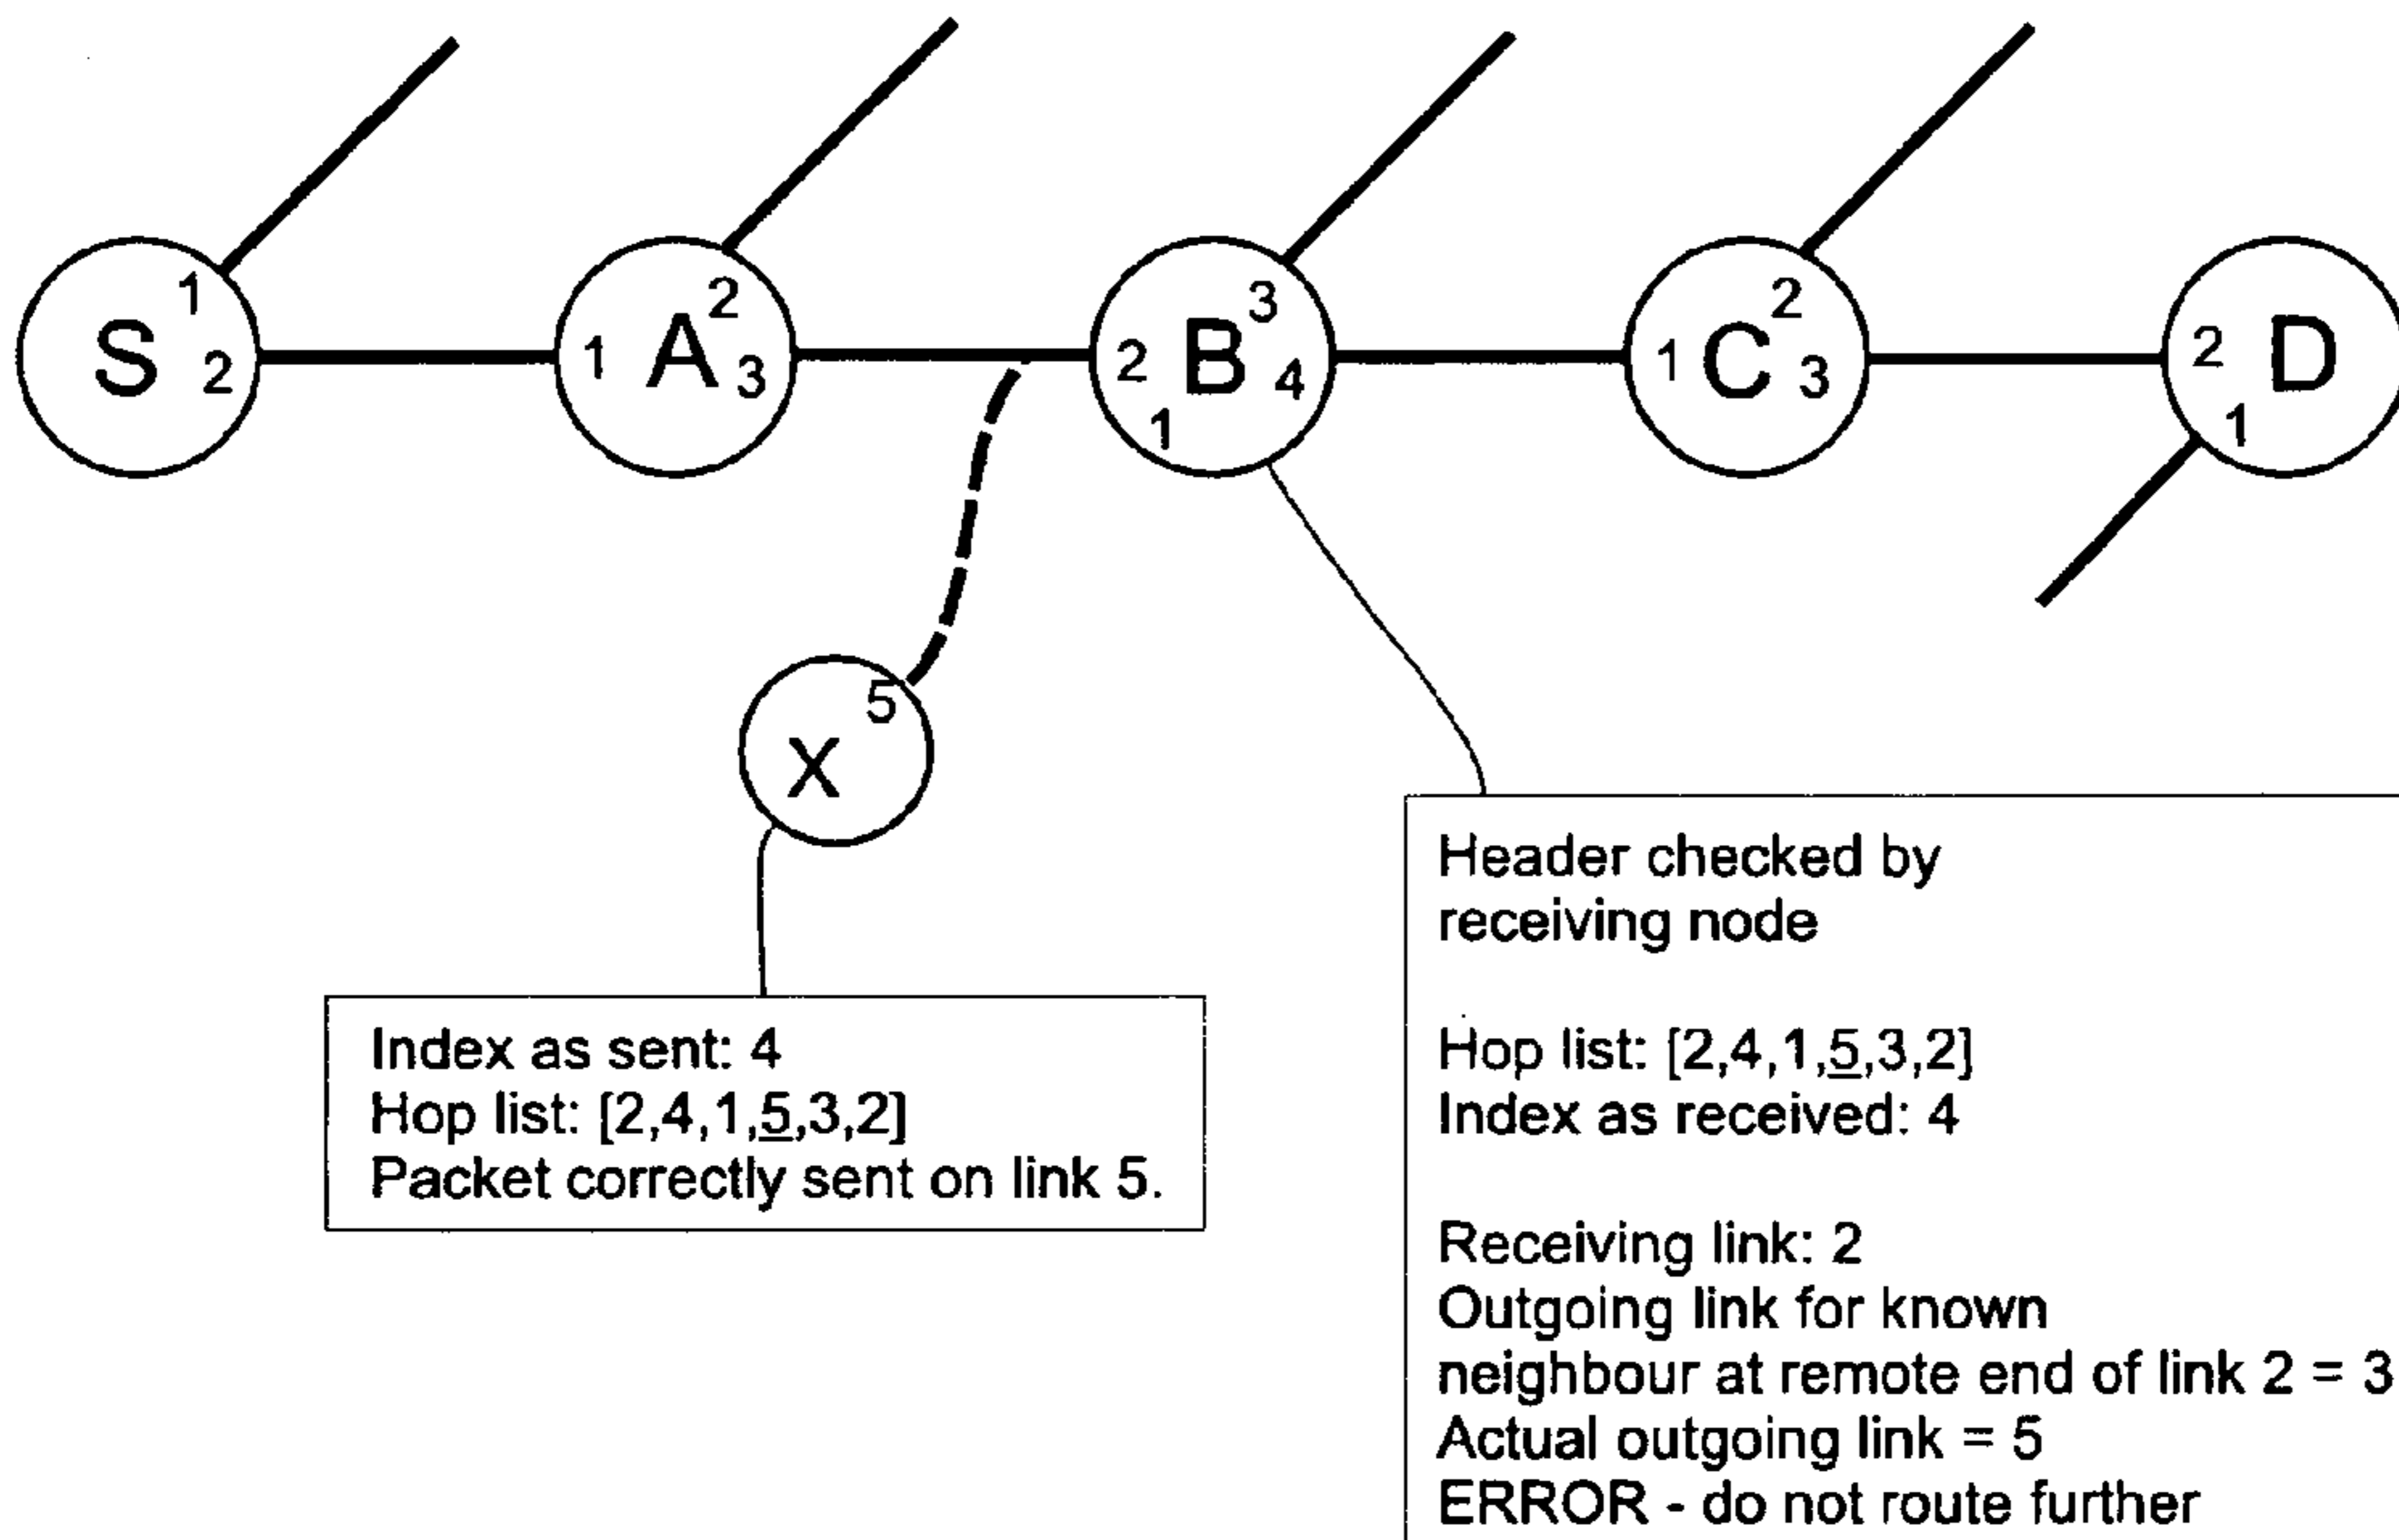 1
S
2
2
1
A
3
3
2
B
4
1
2
1
C
3
2
D
1
5
X
Index as sent: 4
Hop list: [2,4,1,5,3,2]
Packet correctly sent on link 5.
Header checked by
receiving node
Hop list: [2,4,1,5,3,2]
Index as received: 4
Receiving link: 2
Outgoing link for known
neighbour at remote end of link 2 = 3
Actual outgoing link = 5
ERROR - do not route further